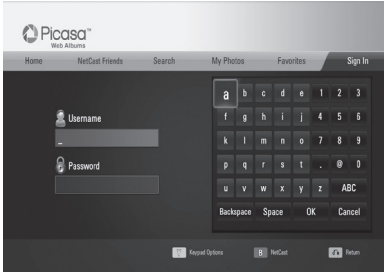 Picasa™
Web Albums
Home NetCast Friends Search My Photos Favorites Sign In
a b c d e 1 2 3
Username f g h i j 4 5 6
_ k l m n o 7 8 9
Password p q r s t . @ 0
u v w x y z ABC
Backspace Space OK Cancel
Keypad Options B NetCast Return